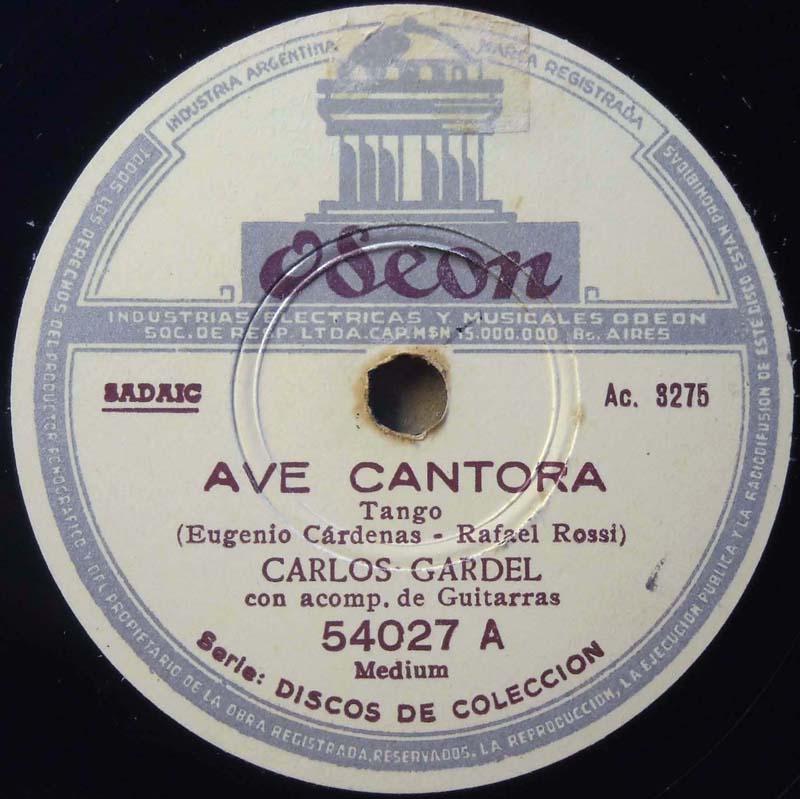 INDUSTRIA ARGENTINA
MARCA REGISTRADA
Odeon
INDUSTRIAS ELECTRICAS Y MUSICALES ODEON
SOC. DE RESP. LTDA. CAP. M$N 15.000.000 Bs. AIRES
SADAIC
Ac. 3275
AVE CANTORA
Tango
(Eugenio Cárdenas - Rafael Rossi)
CARLOS GARDEL
con acomp. de Guitarras
54027 A
Medium
Serie: DISCOS DE COLECCION
TODOS LOS DERECHOS DEL PRODUCTOR FONOGRAFICO Y DEL PROPIETARIO DE LA OBRA REGISTRADA, RESERVADOS. LA REPRODUCCION, LA EJECUCION PUBLICA Y LA RADIODIFUSION DE ESTE DISCO ESTAN PROHIBIDAS